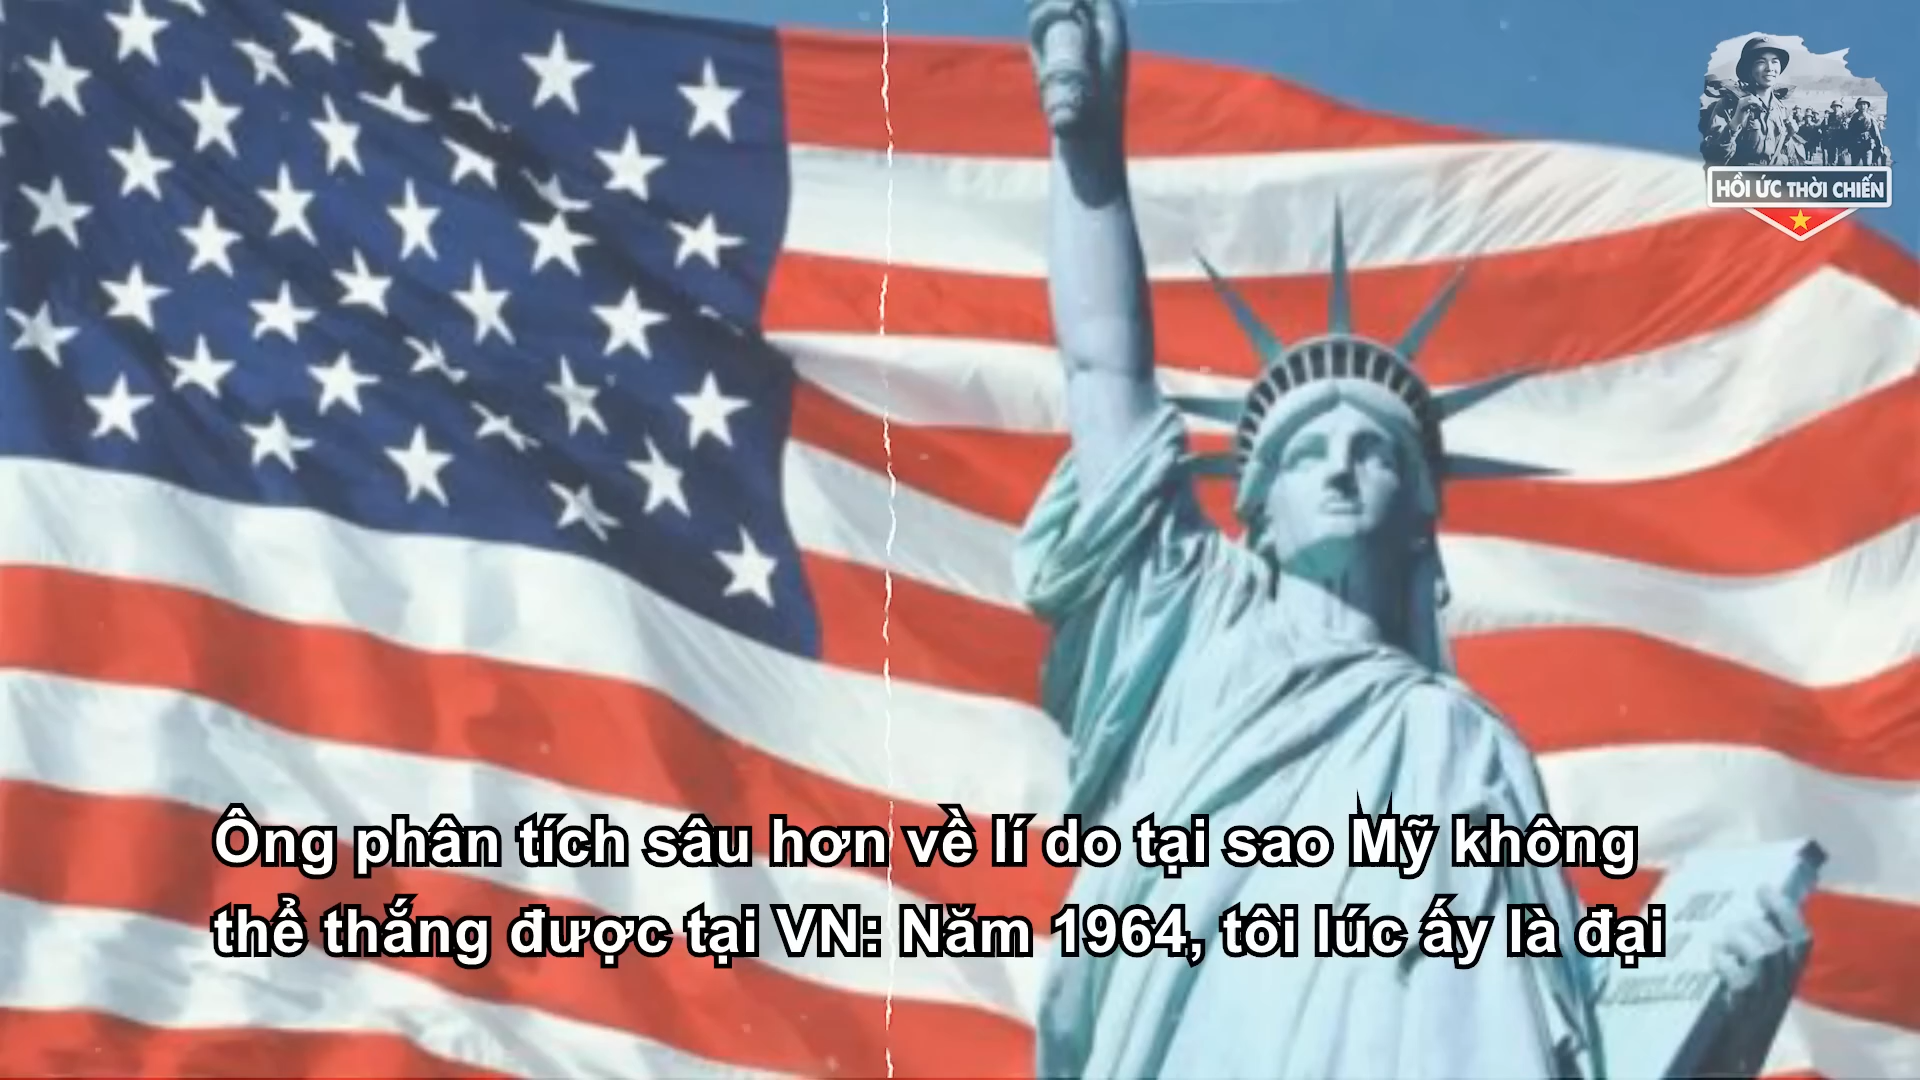 HỒI ỨC THỜI CHIẾN
Ông phân tích sâu hơn về lí do tại sao Mỹ không
thể thắng được tại VN: Năm 1964, tôi lúc ấy là đại